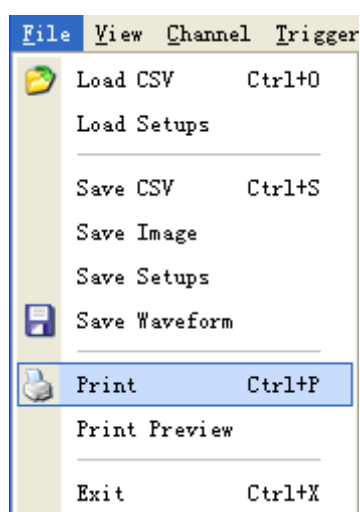 File View Channel Trigger
Load CSV Ctrl+O
Load Setups
Save CSV Ctrl+S
Save Image
Save Setups
Save Waveform
Print Ctrl+P
Print Preview
Exit Ctrl+X